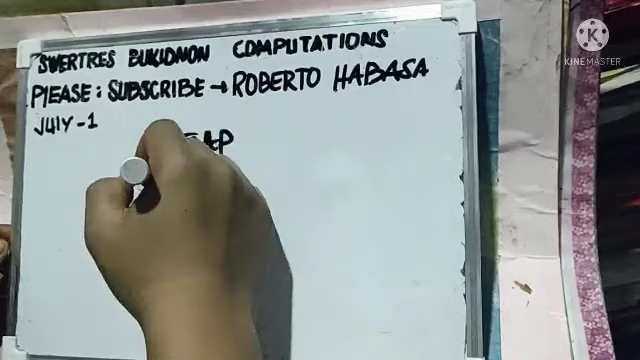 SWERTRES BUKIDNON COMPUTATIONS
PlEASE: SUBSCRIBE → ROBERTO HABASA
JUlY-1
KINEMASTER